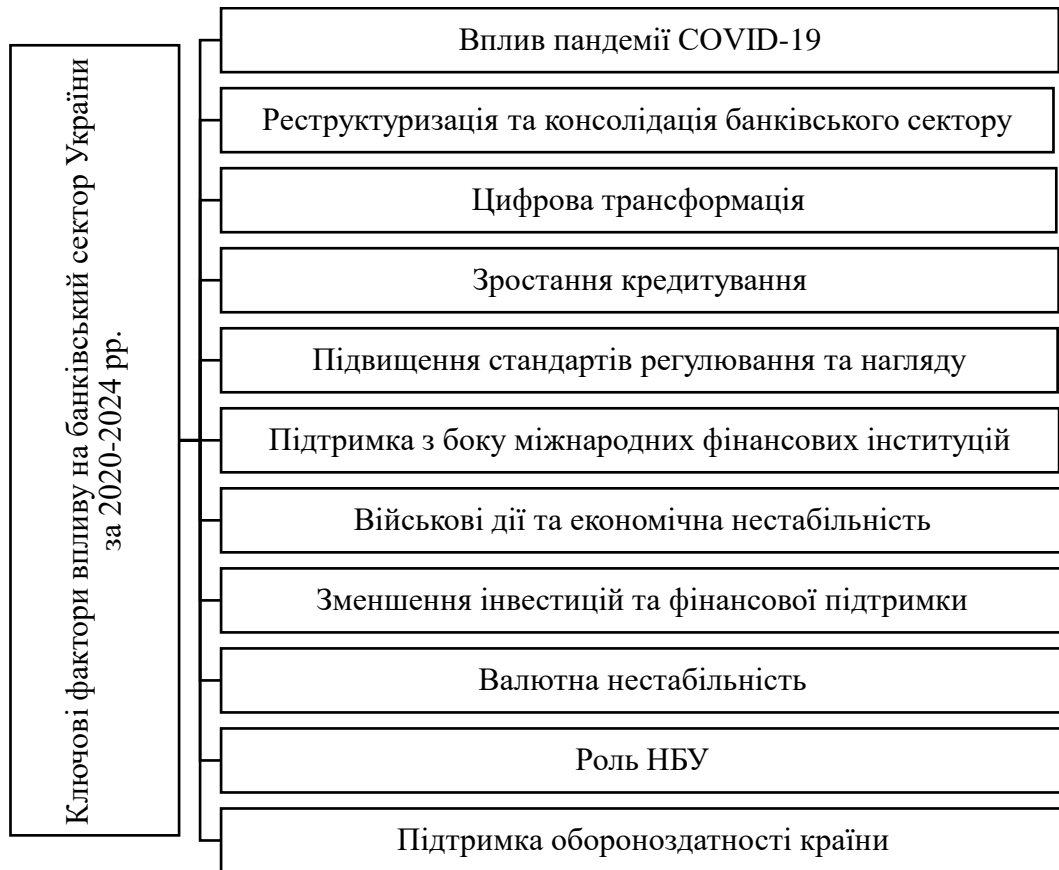 Ключові фактори впливу на банківський сектор України
за 2020-2024 рр.
Вплив пандемії COVID-19
Реструктуризація та консолідація банківського сектору
Цифрова трансформація
Зростання кредитування
Підвищення стандартів регулювання та нагляду
Підтримка з боку міжнародних фінансових інституцій
Військові дії та економічна нестабільність
Зменшення інвестицій та фінансової підтримки
Валютна нестабільність
Роль НБУ
Підтримка обороноздатності країни